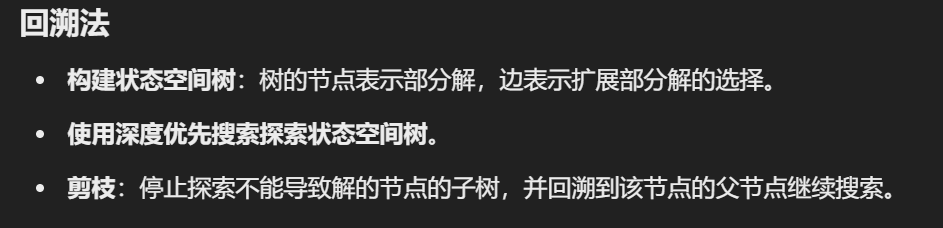 回溯法
• 构建状态空间树：树的节点表示部分解，边表示扩展部分解的选择。
• 使用深度优先搜索探索状态空间树。
• 剪枝：停止探索不能导致解的节点的子树，并回溯到该节点的父节点继续搜索。